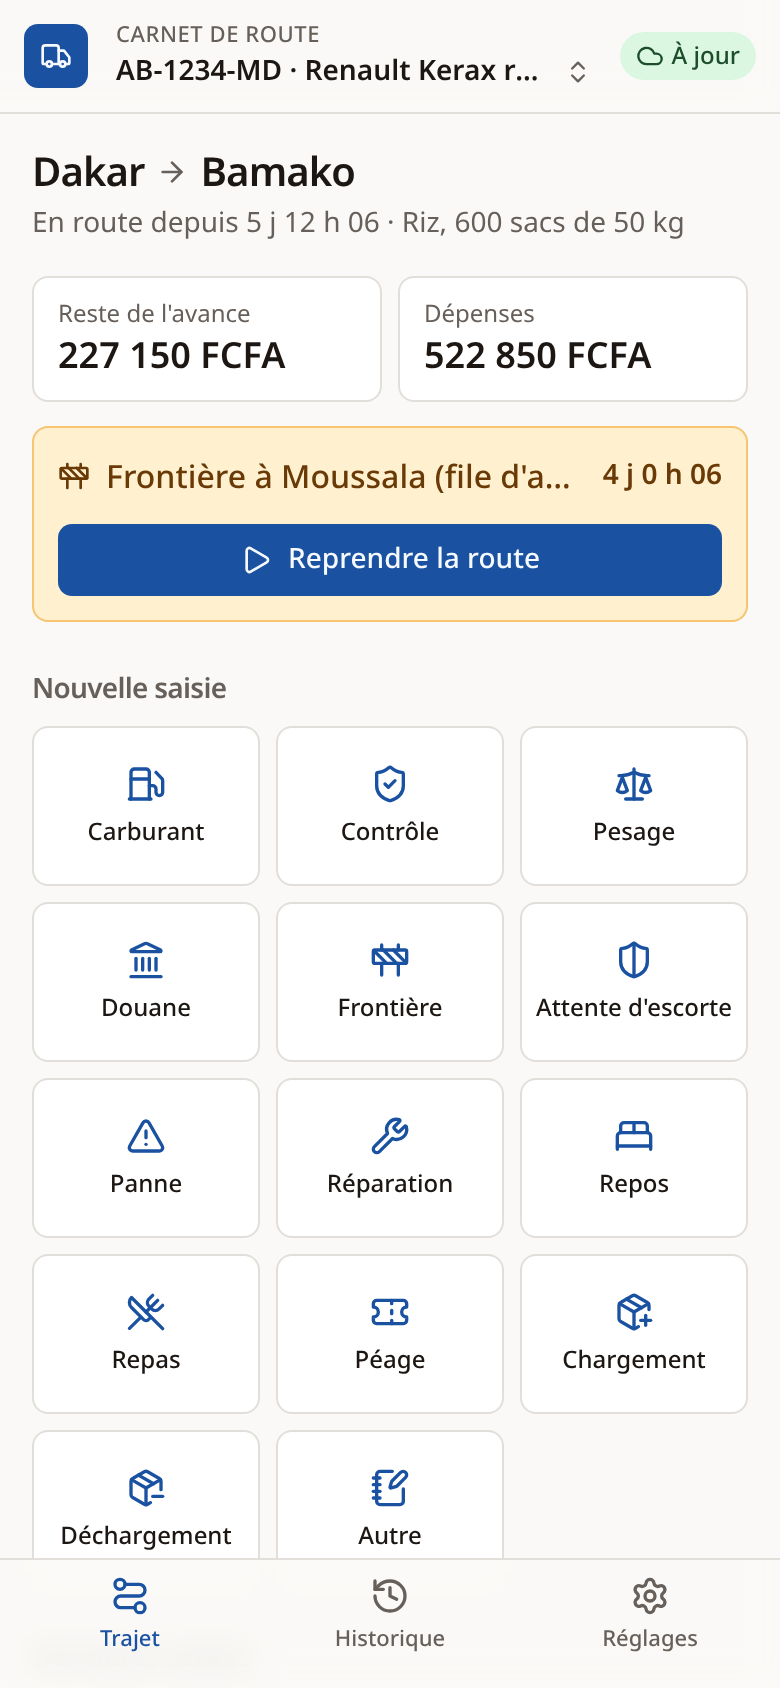 CARNET DE ROUTE
AB-1234-MD · Renault Kerax r...
À jour
Dakar → Bamako
En route depuis 5 j 12 h 06 · Riz, 600 sacs de 50 kg
Reste de l'avance
227 150 FCFA
Dépenses
522 850 FCFA
Frontière à Moussala (file d'a...
4 j 0 h 06
Reprendre la route
Nouvelle saisie
Carburant
Contrôle
Pesage
Douane
Frontière
Attente d'escorte
Panne
Réparation
Repos
Repas
Péage
Chargement
Déchargement
Autre
Trajet
Historique
Réglages